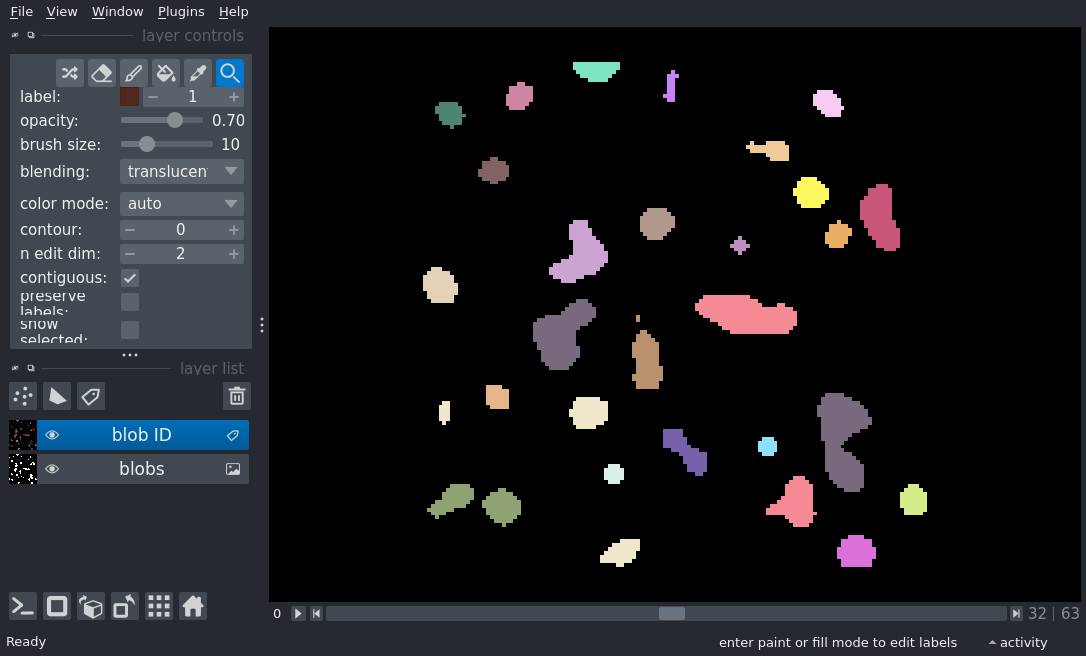 File View Window Plugins Help
layer controls
label: 1
opacity: 0.70
brush size: 10
blending: translucen
color mode: auto
contour: 0
n edit dim: 2
contiguous:
preserve
labels:
show
selected:
layer list
blob ID
blobs
0 32 63
Ready enter paint or fill mode to edit labels activity